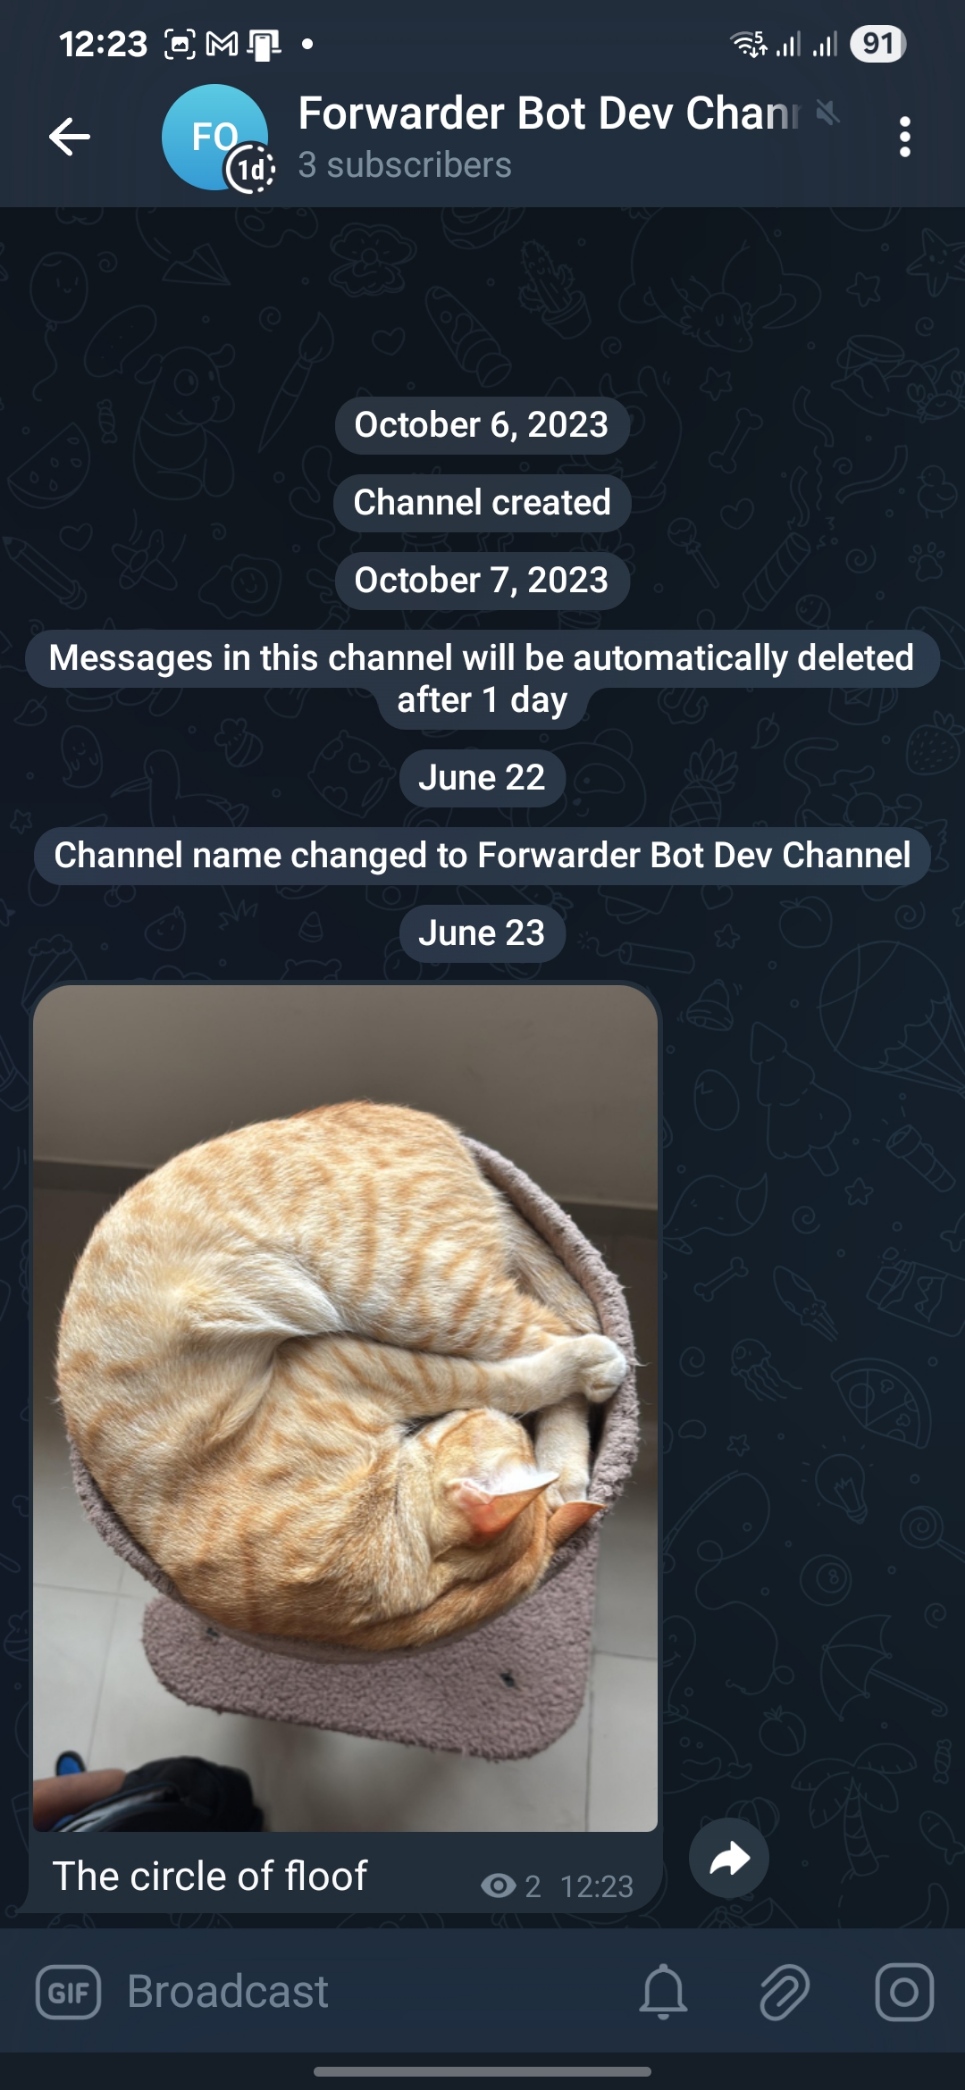 12:23
91
FO
1d
Forwarder Bot Dev Chan
3 subscribers
October 6, 2023
Channel created
October 7, 2023
Messages in this channel will be automatically deleted
after 1 day
June 22
Channel name changed to Forwarder Bot Dev Channel
June 23
The circle of floof
2 12:23
GIF Broadcast